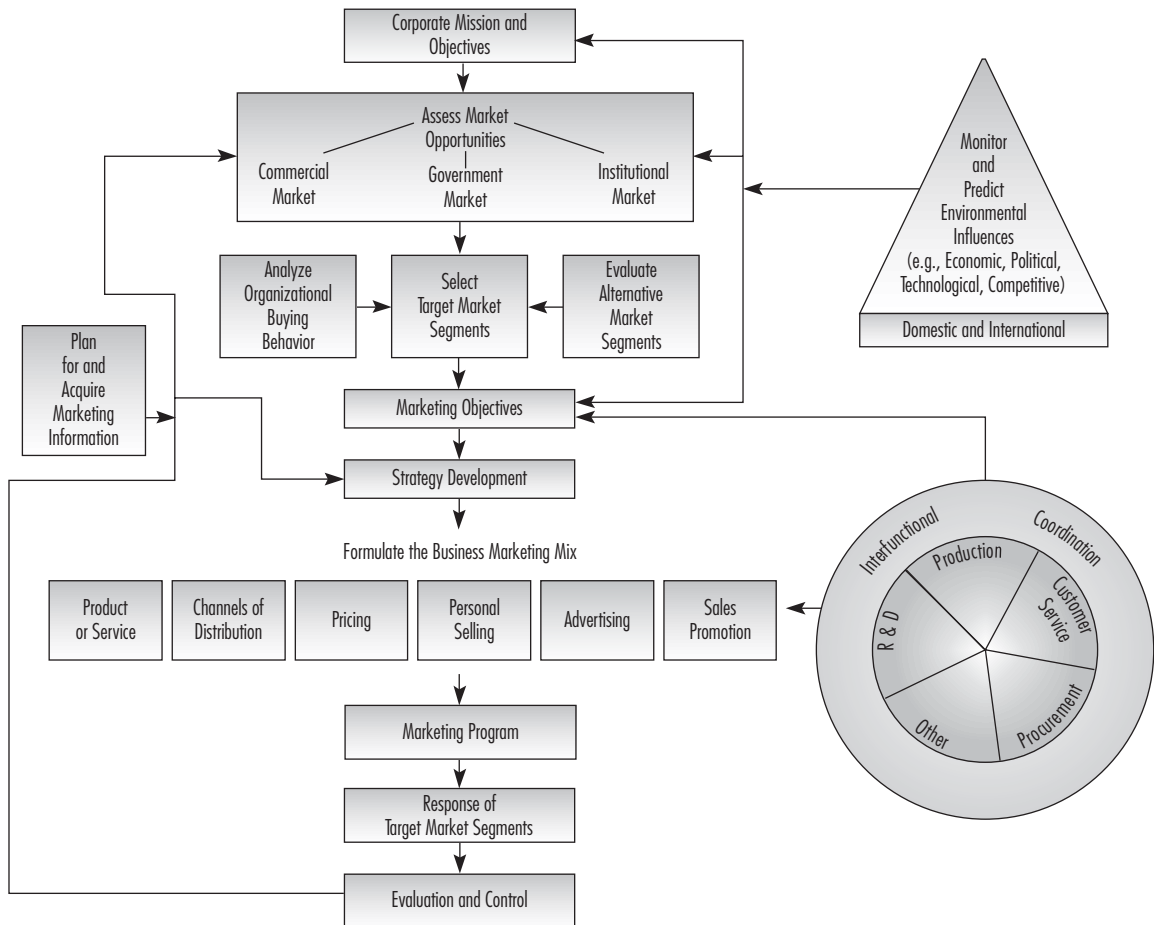 Corporate Mission and
Objectives
Assess Market
Opportunities
Commercial
Market
Government
Market
Institutional
Market
Monitor
and
Predict
Environmental
Influences
(e.g., Economic, Political,
Technological, Competitive)
Domestic and International
Analyze
Organizational
Buying
Behavior
Select
Target Market
Segments
Evaluate
Alternative
Market
Segments
Plan
for and
Acquire
Marketing
Information
Marketing Objectives
Strategy Development
Formulate the Business Marketing Mix
Product
or Service
Channels of
Distribution
Pricing
Personal
Selling
Advertising
Sales
Promotion
Interfunctional
Coordination
Production
Customer
Service
R & D
Other
Procurement
Marketing Program
Response of
Target Market Segments
Evaluation and Control